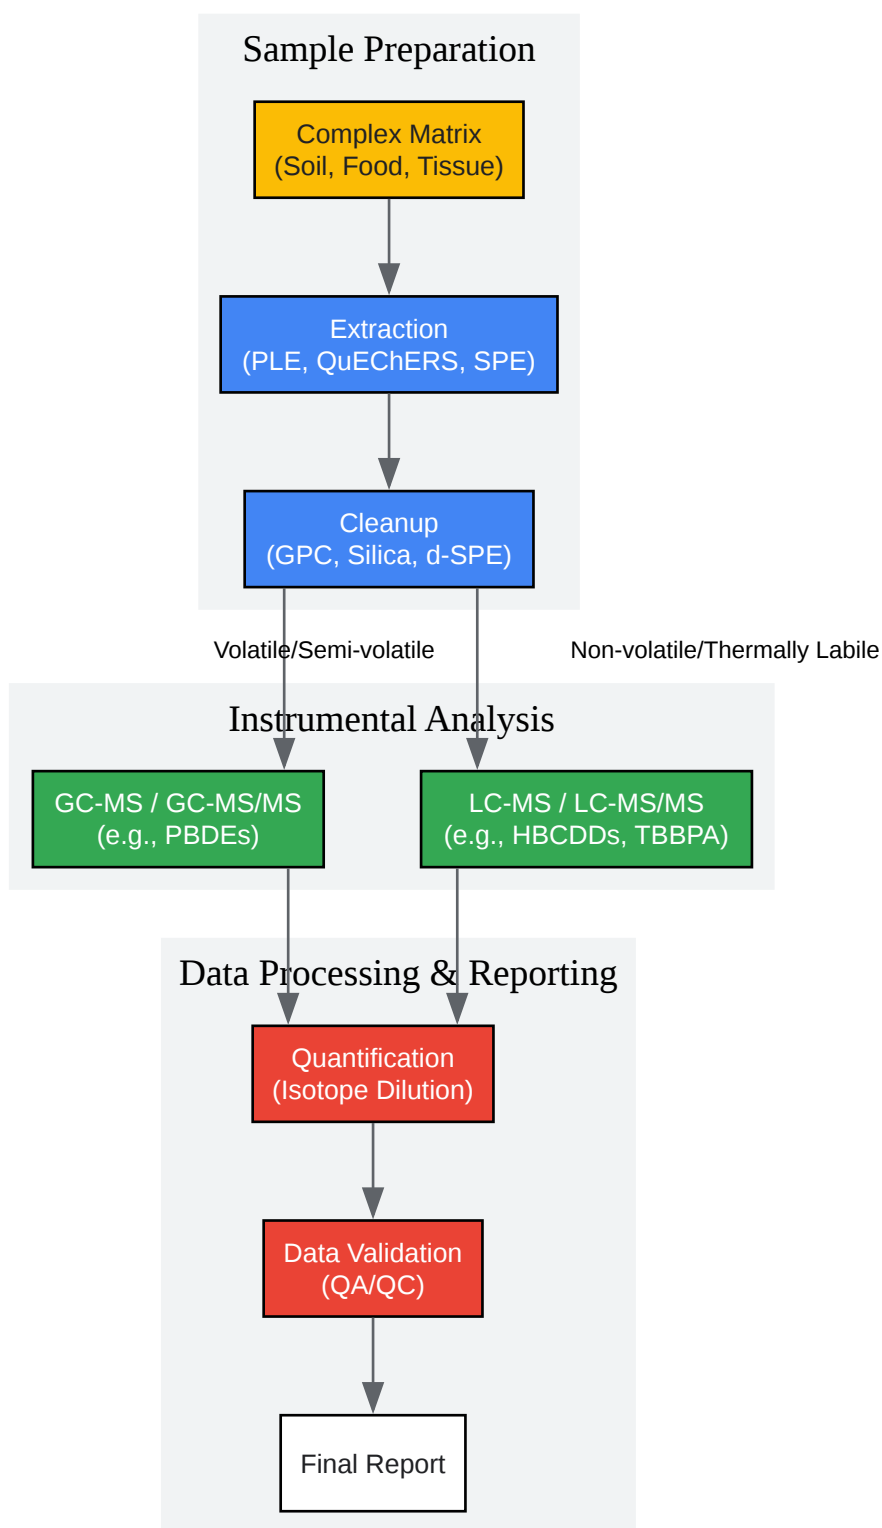 Sample Preparation
Complex Matrix
(Soil, Food, Tissue)
Extraction
(PLE, QuEChERS, SPE)
Cleanup
(GPC, Silica, d-SPE)
Volatile/Semi-volatile
Non-volatile/Thermally Labile
Instrumental Analysis
GC-MS / GC-MS/MS
(e.g., PBDEs)
LC-MS / LC-MS/MS
(e.g., HBCDDs, TBBPA)
Data Processing & Reporting
Quantification
(Isotope Dilution)
Data Validation
(QA/QC)
Final Report